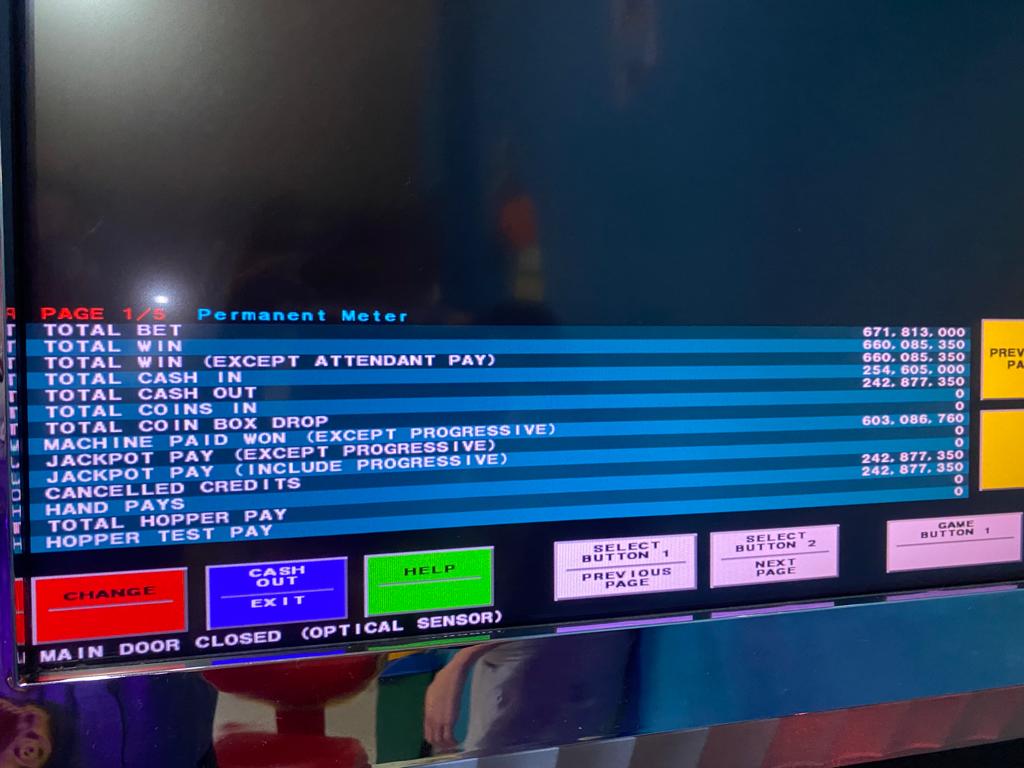 PAGE 1/5 Permanent Meter
TOTAL BET 671,813,000
TOTAL WIN 660,085,350
TOTAL WIN (EXCEPT ATTENDANT PAY) 660,085,350
TOTAL CASH IN 254,605,000
TOTAL CASH OUT 242,877,350
TOTAL COINS IN 0
TOTAL COIN BOX DROP 0
MACHINE PAID WON (EXCEPT PROGRESSIVE) 603,086,760
JACKPOT PAY (EXCEPT PROGRESSIVE) 0
JACKPOT PAY (INCLUDE PROGRESSIVE) 0
CANCELLED CREDITS 242,877,350
HAND PAYS 242,877,350
TOTAL HOPPER PAY 0
HOPPER TEST PAY 0
PREV
PA
CHANGE
CASH
OUT
EXIT
HELP
SELECT
BUTTON 1
PREVIOUS
PAGE
SELECT
BUTTON 2
NEXT
PAGE
GAME
BUTTON 1
MAIN DOOR CLOSED (OPTICAL SENSOR)